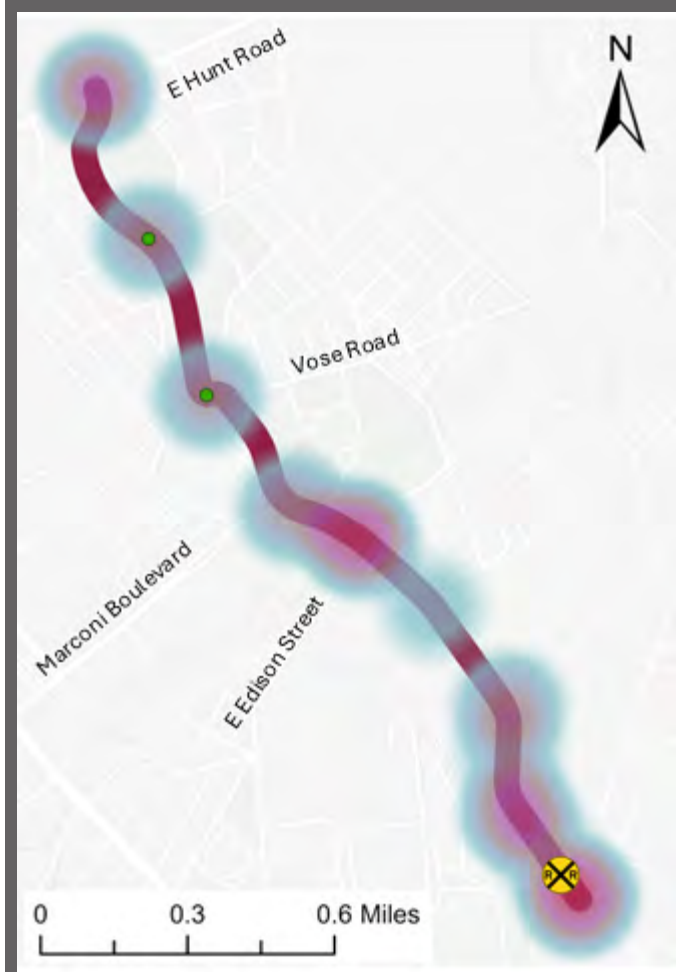 N
E Hunt Road
Vose Road
Marconi Boulevard
E Edison Street
R R
0 0.3 0.6 Miles